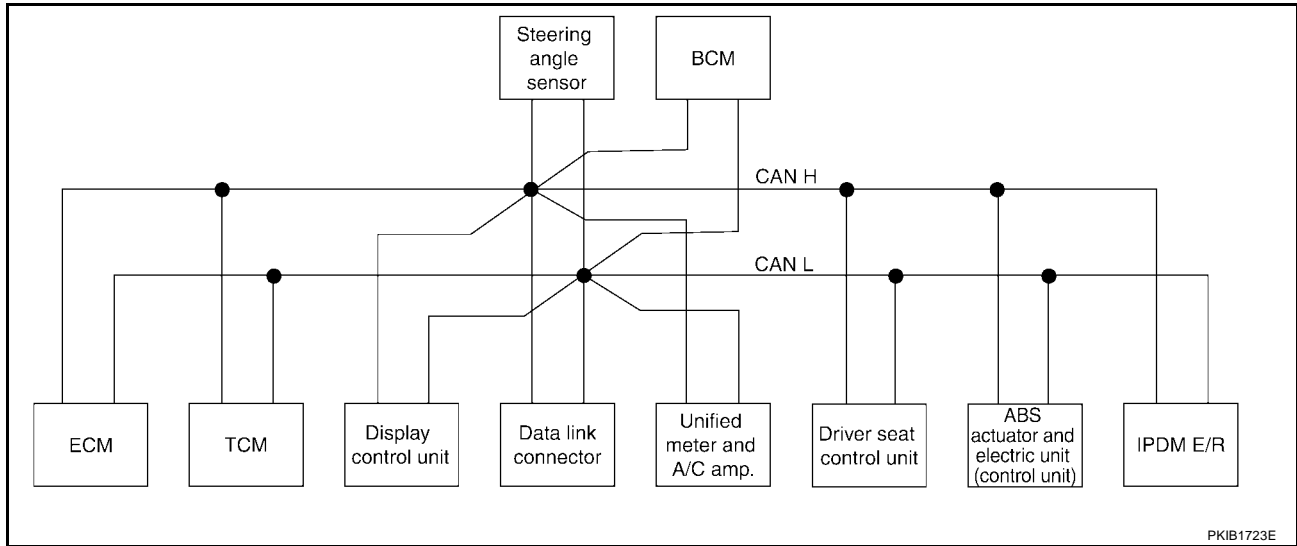 Steering
angle
sensor
BCM
CAN H
CAN L
ECM
TCM
Display
control unit
Data link
connector
Unified
meter and
A/C amp.
Driver seat
control unit
ABS
actuator and
electric unit
(control unit)
IPDM E/R
PKIB1723E